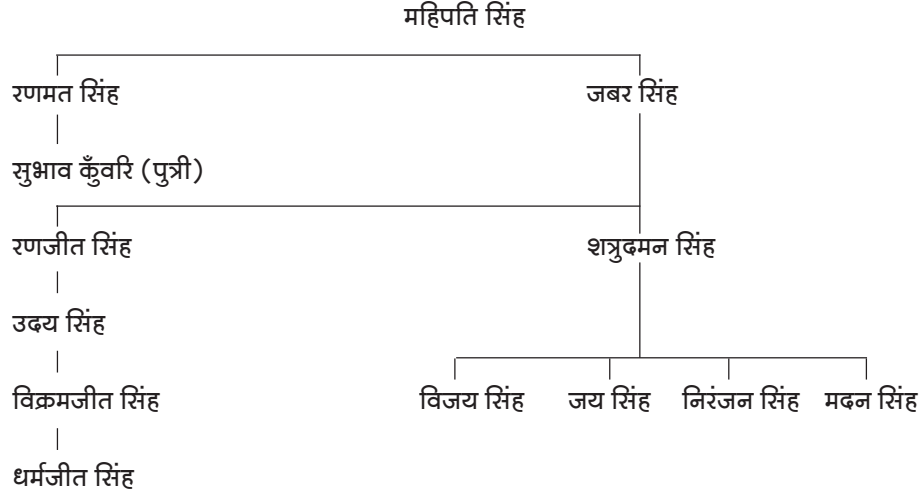 महिपति सिंह
रणमत सिंह जबर सिंह
सुभाव कुँवरि (पुत्री)
रणजीत सिंह शत्रुदमन सिंह
उदय सिंह
विक्रमजीत सिंह विजय सिंह जय सिंह निरंजन सिंह मदन सिंह
धर्मजीत सिंह